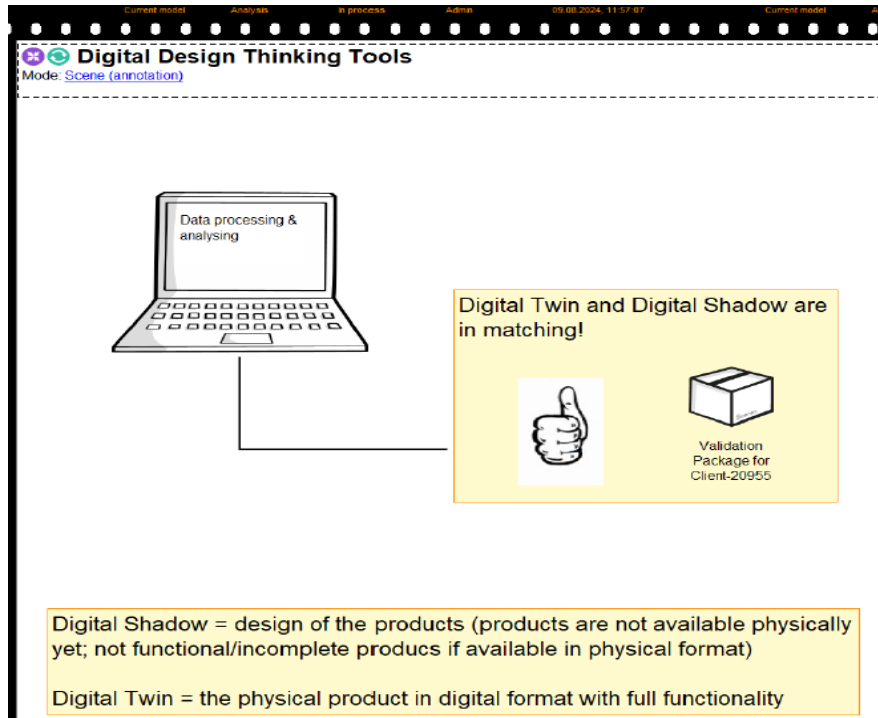 Current model Analysis In process Admin 09.08.2024, 11:57:07 Current model A
Digital Design Thinking Tools
Mode: Scene (annotation)
Data processing &
analysing
Digital Twin and Digital Shadow are
in matching!
Validation
Package for
Client-20955
Digital Shadow = design of the products (products are not available physically
yet; not functional/incomplete producs if available in physical format)
Digital Twin = the physical product in digital format with full functionality